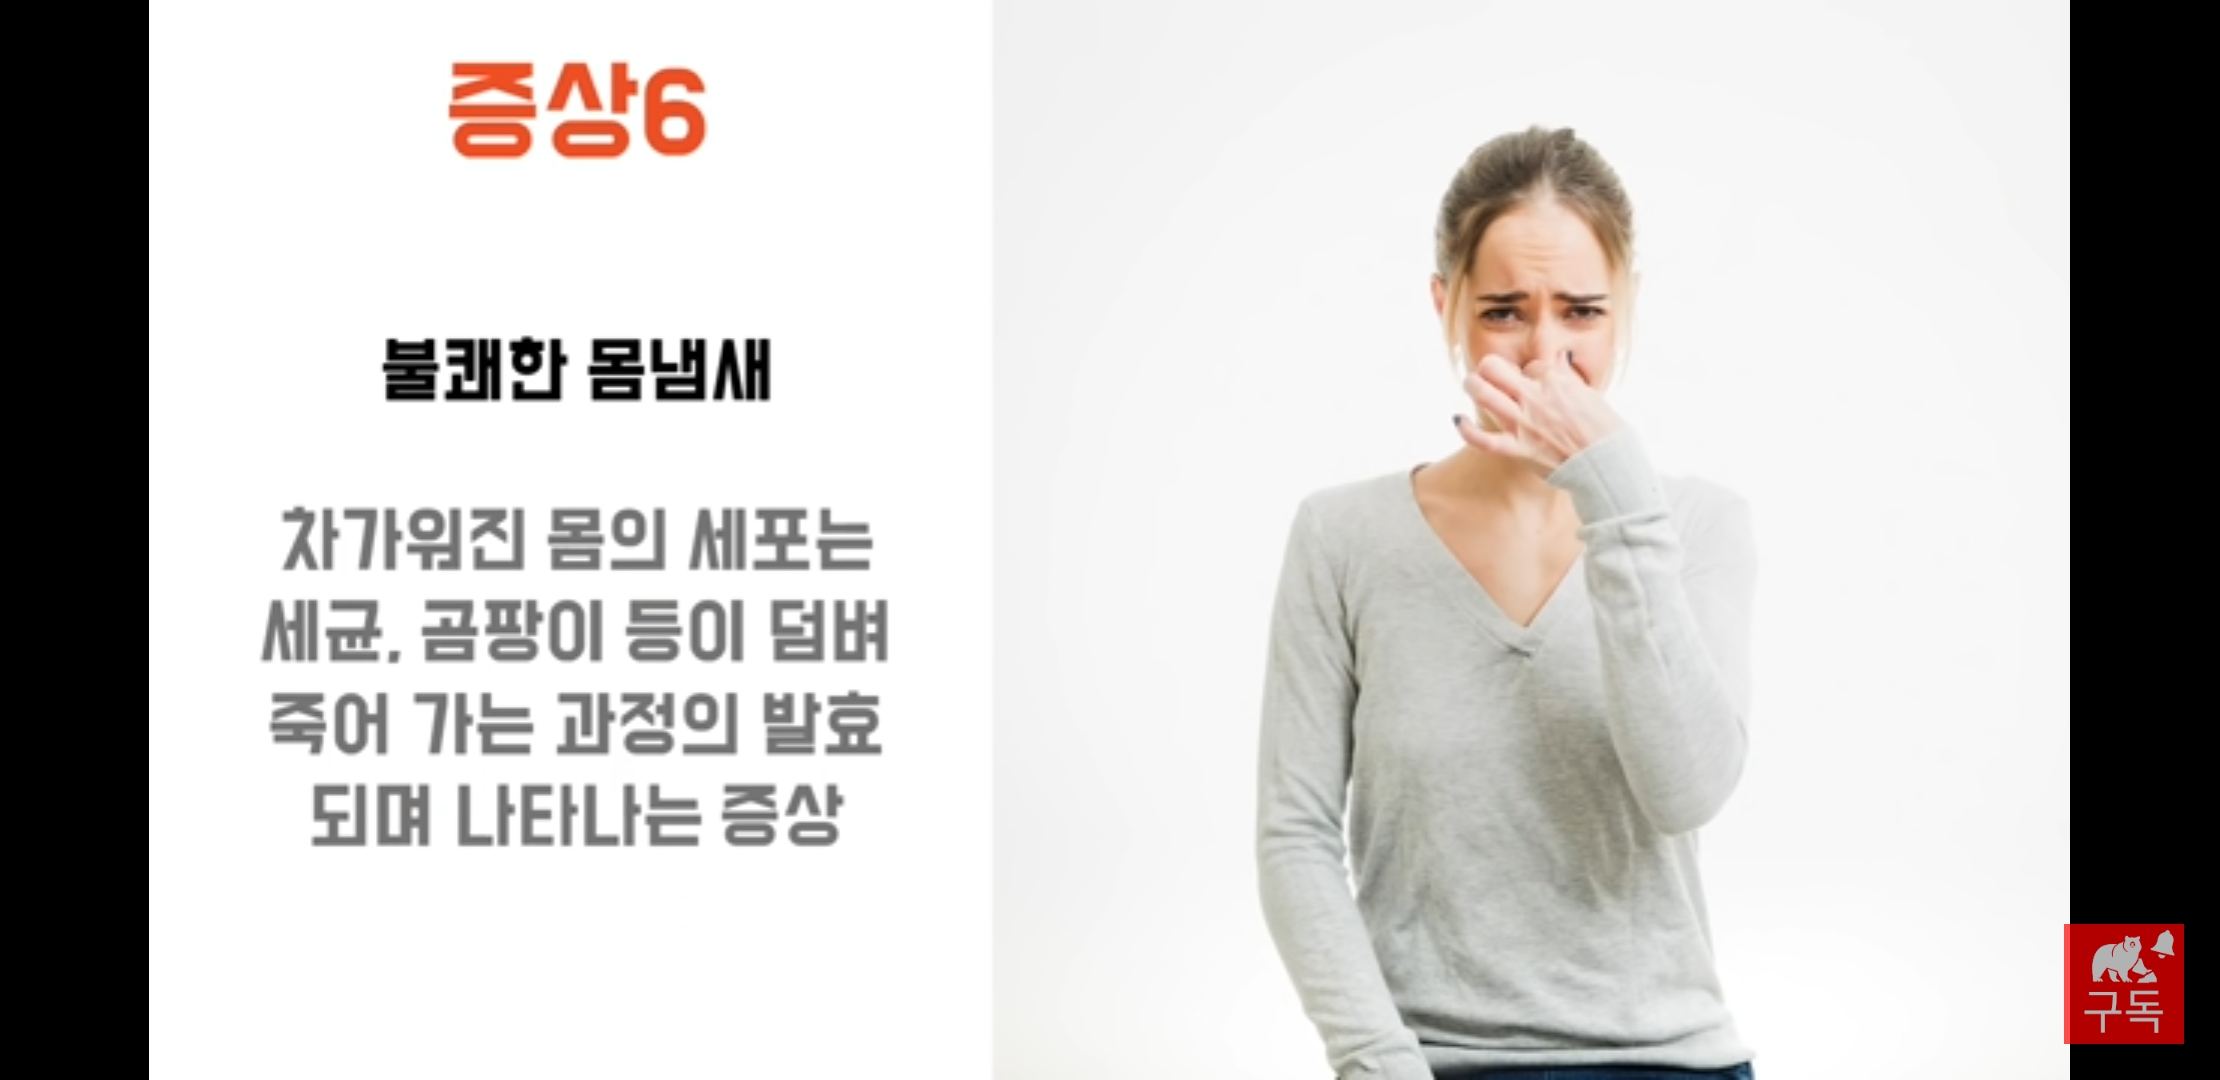 증상6
불쾌한 몸냄새
차가워진 몸의 세포는
세균, 곰팡이 등이 덤벼
죽어 가는 과정의 발효
되며 나타나는 증상
구독